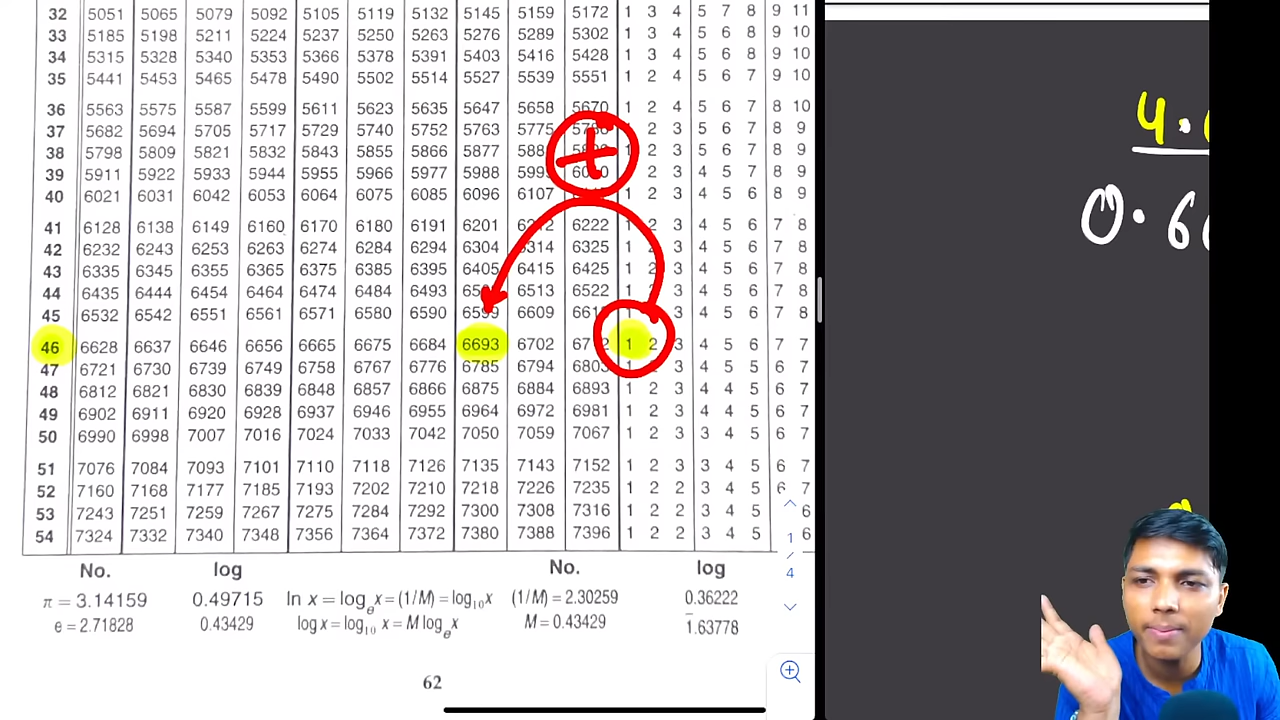 32 5051 5065 5079 5092 5105 5119 5132 5145 5159 5172 1 3 4 5 7 8 9 11
33 5185 5198 5211 5224 5237 5250 5263 5276 5289 5302 1 3 4 5 6 8 9 10
34 5315 5328 5340 5353 5366 5378 5391 5403 5416 5428 1 3 4 5 6 8 9 10
35 5441 5453 5465 5478 5490 5502 5514 5527 5539 5551 1 2 4 5 6 7 9 10
36 5563 5575 5587 5599 5611 5623 5635 5647 5658 5670 1 2 4 5 6 7 8 10
37 5682 5694 5705 5717 5729 5740 5752 5763 5775 1 2 3 5 6 7 8 9
38 5798 5809 5821 5832 5843 5855 5866 5877 1 2 3 5 6 7 8 9
39 5911 5922 5933 5944 5955 5966 5977 5988 1 2 3 4 5 7 8 9
40 6021 6031 6042 6053 6064 6075 6085 6096 6107 1 2 3 4 5 6 8 9
41 6128 6138 6149 6160 6170 6180 6191 6201 6222 1 2 3 4 5 6 7 8
42 6232 6243 6253 6263 6274 6284 6294 6304 6314 6325 1 2 3 4 5 6 7 8
43 6335 6345 6355 6365 6375 6385 6395 6405 6415 6425 1 2 3 4 5 6 7 8
44 6435 6444 6454 6464 6474 6484 6493 6513 6522 1 2 3 4 5 6 7 8
45 6532 6542 6551 6561 6571 6580 6590 6599 6609 1 3 4 5 6 7 8
46 6628 6637 6646 6656 6665 6675 6684 6693 6702 1 2 3 4 5 6 7 7
47 6721 6730 6739 6749 6758 6767 6776 6785 6794 6803 3 4 5 5 6 7
48 6812 6821 6830 6839 6848 6857 6866 6875 6884 6893 1 2 3 4 4 5 6 7
49 6902 6911 6920 6928 6937 6946 6955 6964 6972 6981 1 2 3 4 4 5 6 7
50 6990 6998 7007 7016 7024 7033 7042 7050 7059 7067 1 2 3 3 4 5 6 7
51 7076 7084 7093 7101 7110 7118 7126 7135 7143 7152 1 2 3 3 4 5 6 7
52 7160 7168 7177 7185 7193 7202 7210 7218 7226 7235 1 2 2 3 4 5 6 7
53 7243 7251 7259 7267 7275 7284 7292 7300 7308 7316 1 2 2 3 4 5 6
54 7324 7332 7340 7348 7356 7364 7372 7380 7388 7396 1 2 2 3 4 5 6
No. log No. log
π = 3.14159 0.49715 ln x = logₑx = (1/M) = log₁₀x (1/M) = 2.30259 0.36222
e = 2.71828 0.43429 log x = log₁₀ x = M logₑx M = 0.43429 1̅.63778
62
1
/
4
+
4.
0.6